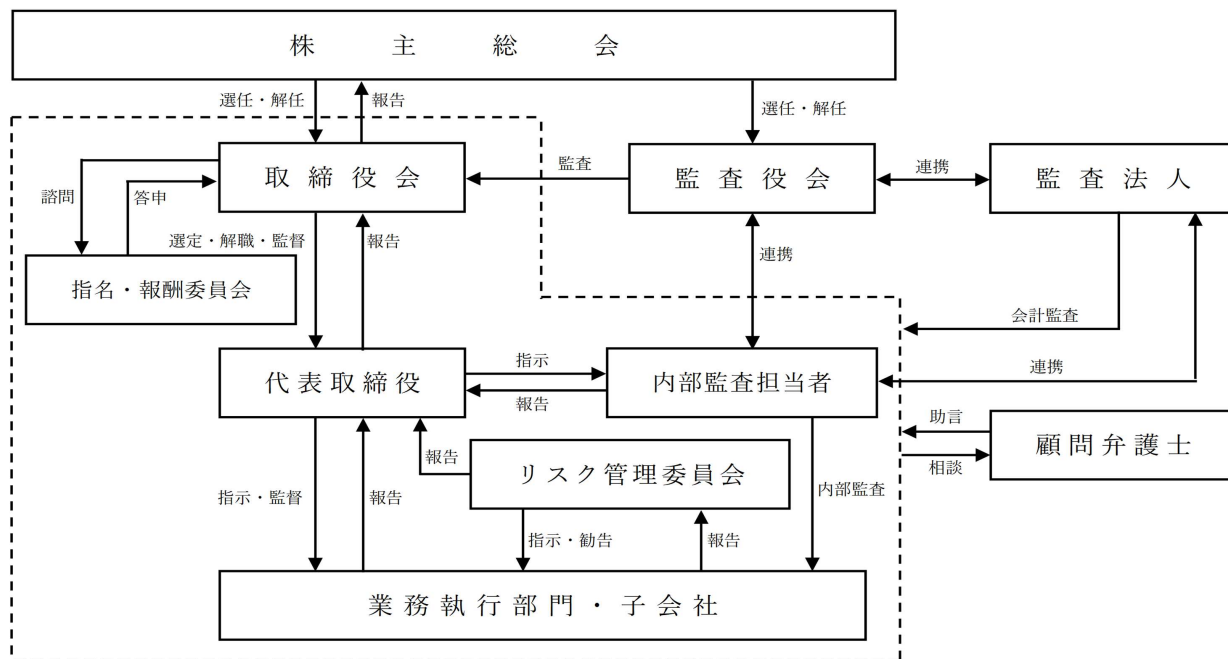 株主総会
選任・解任
報告
選任・解任
取締役会
監査
監査役会
連携
監査法人
諮問
答申
選定・解職・監督
報告
連携
指名・報酬委員会
会計監査
代表取締役
指示
報告
内部監査担当者
連携
助言
顧問弁護士
相談
報告
リスク管理委員会
指示・監督
報告
内部監査
指示・勧告
報告
業務執行部門・子会社